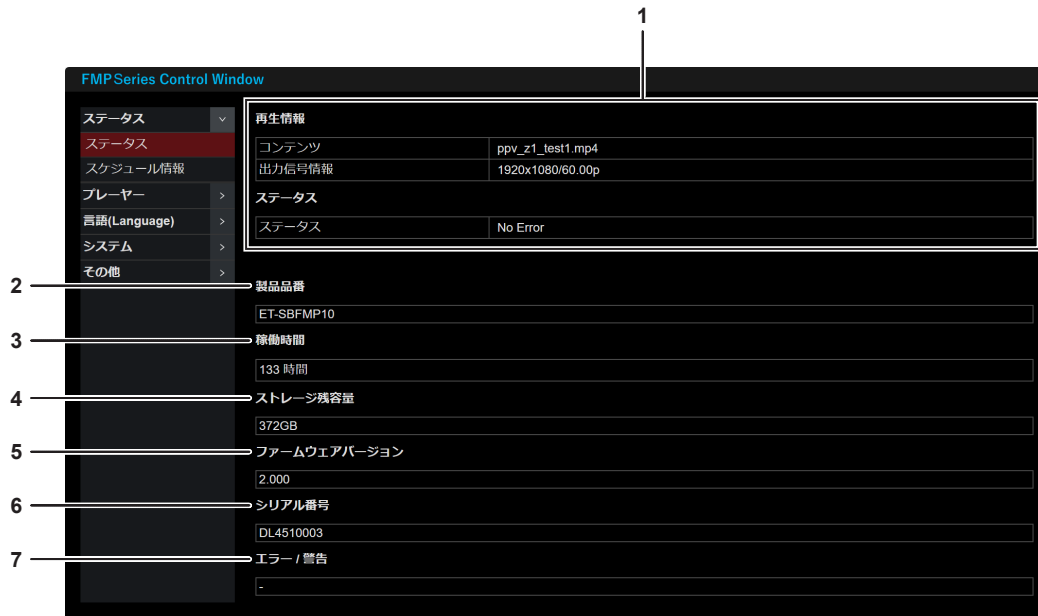 1
FMPSeries Control Window
ステータス
ステータス
スケジュール情報
プレーヤー
言語(Language)
システム
その他
再生情報
コンテンツ ppv_z1_test1.mp4
出力信号情報 1920x1080/60.00p
ステータス
ステータス No Error
2 製品品番
ET-SBFMP10
3 稼働時間
133 時間
4 ストレージ残容量
372GB
5 ファームウェアバージョン
2.000
6 シリアル番号
DL4510003
7 エラー / 警告
-